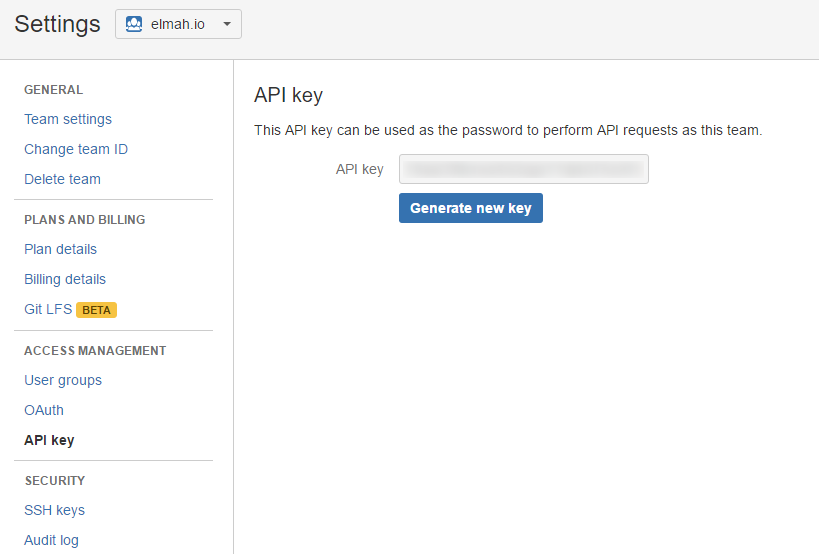 Settings
elmah.io
GENERAL
Team settings
Change team ID
Delete team
PLANS AND BILLING
Plan details
Billing details
Git LFS BETA
ACCESS MANAGEMENT
User groups
OAuth
API key
SECURITY
SSH keys
Audit log
API key
This API key can be used as the password to perform API requests as this team.
API key
Generate new key